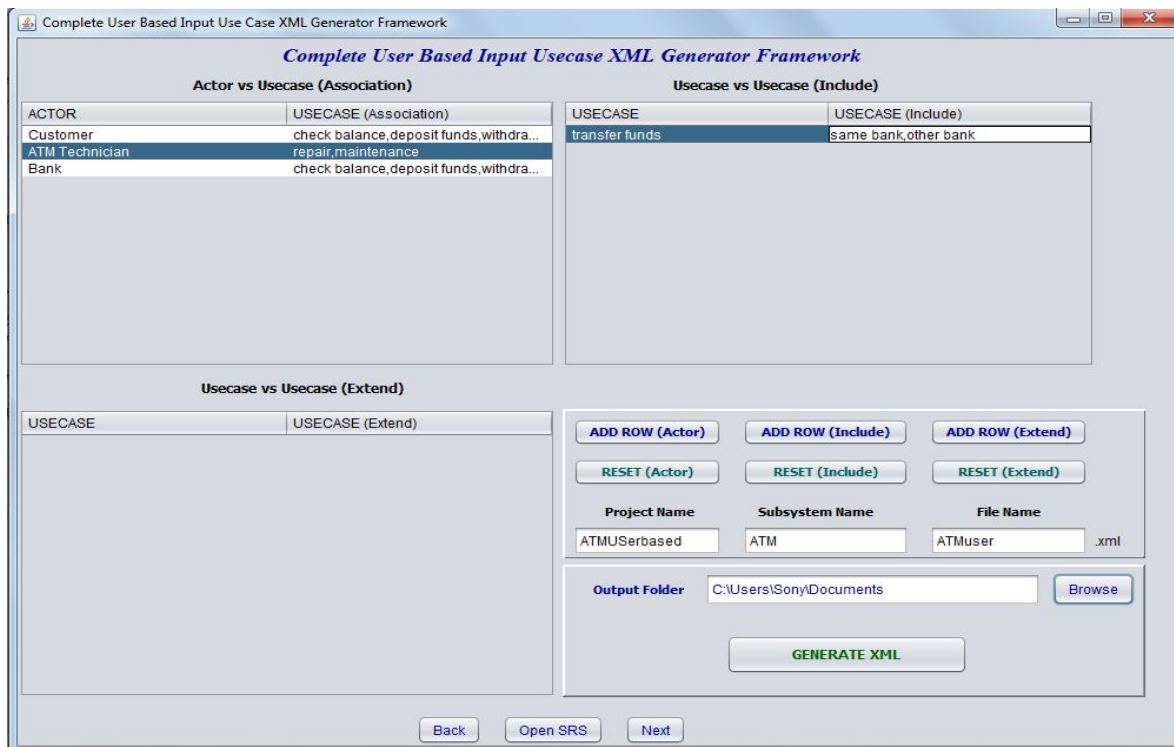 Complete User Based Input Use Case XML Generator Framework
Complete User Based Input Usecase XML Generator Framework
Actor vs Usecase (Association)
ACTOR USECASE (Association)
Customer check balance,deposit funds,withdra...
ATM Technician repair,maintenance
Bank check balance,deposit funds,withdra...
Usecase vs Usecase (Include)
USECASE USECASE (Include)
transfer funds same bank,other bank
Usecase vs Usecase (Extend)
USECASE USECASE (Extend)
ADD ROW (Actor) ADD ROW (Include) ADD ROW (Extend)
RESET (Actor) RESET (Include) RESET (Extend)
Project Name Subsystem Name File Name
ATMUSerbased ATM ATMuser .xml
Output Folder C:\Users\Sony\Documents Browse
GENERATE XML
Back Open SRS Next